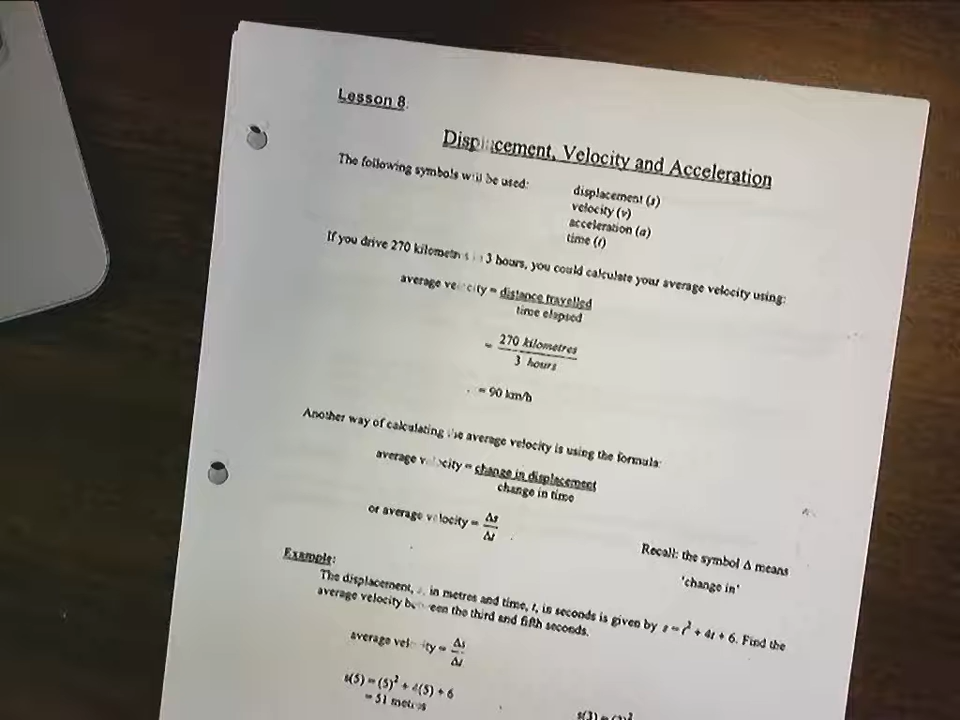 Lesson 8
Displacement, Velocity and Acceleration
The following symbols will be used:
displacement (s)
velocity (v)
acceleration (a)
time (t)
If you drive 270 kilometres in 3 hours, you could calculate your average velocity using:
average velocity = distance travelled
time elapsed
= 270 kilometres
3 hours
= 90 km/h
Another way of calculating the average velocity is using the formula:
average velocity = change in displacement
change in time
or average velocity = Δs
Δt
Recall: the symbol Δ means
'change in'
Example:
The displacement, s, in metres and time, t, in seconds is given by s = t² + 4t + 6. Find the
average velocity between the third and fifth seconds.
average velocity = Δs
Δt
s(5) = (5)² + 4(5) + 6
= 51 metres
s(3) = (3)²